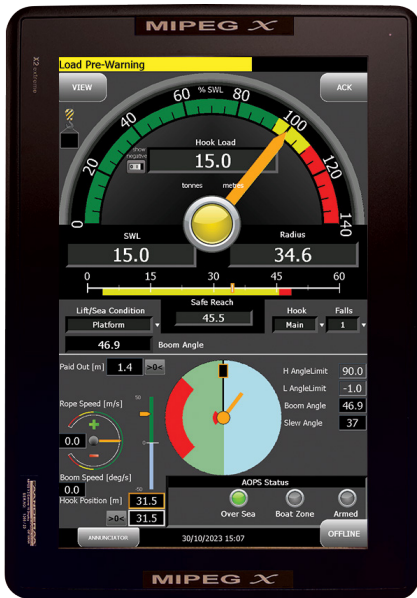 MIPEG X
X2 extreme
Load Pre-Warning
VIEW
% SWL
ACK
0 20 40 60 80 100 120 140
show negative
Hook Load
15.0
tonnes metres
SWL Radius
15.0 34.6
0 15 30 45 60
Lift/Sea Condition
Safe Reach
Hook Falls
Platform
45.5
Main 1
46.9 Boom Angle
Paid Out [m] 1.4 >0<
Rope Speed [m/s]
50
+
0.0
-
-50
H AngleLimit 90.0
L AngleLimit -1.0
Boom Angle 46.9
Slew Angle 37
Boom Speed [deg/s]
0.0
Hook Position [m] 31.5
>0< 31.5
AOPS Status
Over Sea Boat Zone Armed
ANNUNCIATOR
30/10/2023 15:07
OFFLINE
MIPEG X